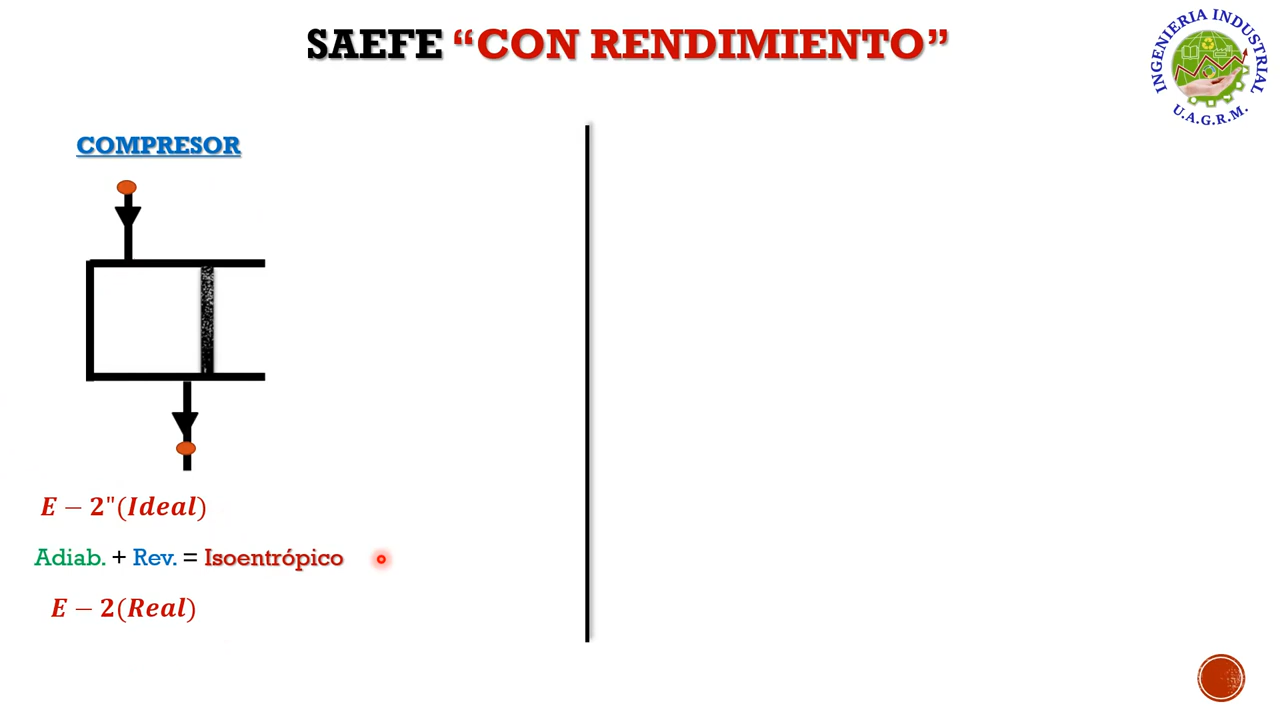 SAEFE “CON RENDIMIENTO”
INGENIERIA INDUSTRIAL
U.A.G.R.M.
COMPRESOR
E − 2"(Ideal)
Adiab. + Rev. = Isoentrópico
E − 2(Real)